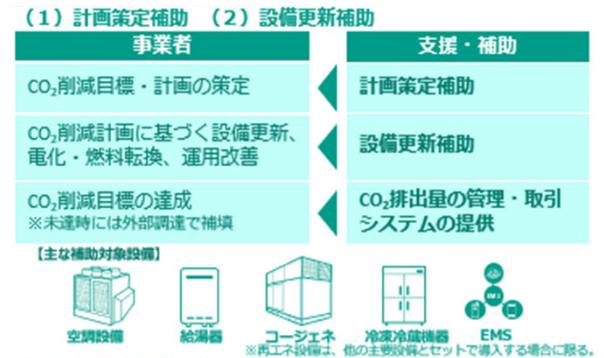 （1）計画策定補助　（2）設備更新補助
事業者
支援・補助
CO₂削減目標・計画の策定
計画策定補助
CO₂削減計画に基づく設備更新、
電化・燃料転換、運用改善
設備更新補助
CO₂削減目標の達成
※未達時には外部調達で補填
CO₂排出量の管理・取引
システムの提供
【主な補助対象設備】
空調設備
給湯器
コージェネ
冷凍冷蔵機器
EMS
EMS
※再エネ設備は、他の主要設備とセットで導入する場合に限る。